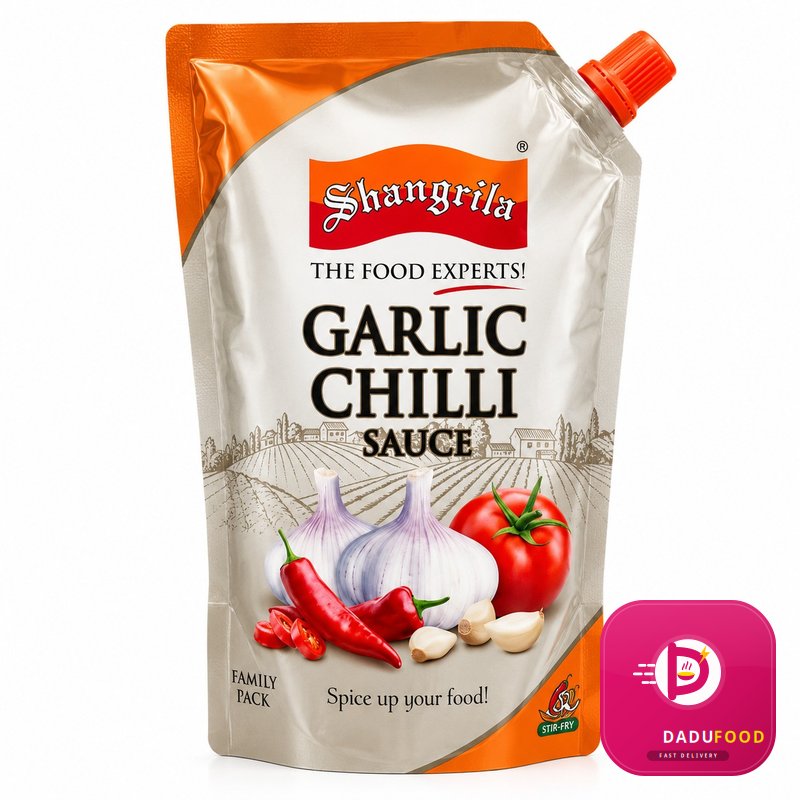 ®
Shangrila
THE FOOD EXPERTS!
GARLIC
CHILLI
SAUCE
FAMILY
PACK
Spice up your food!
STIR-FRY
DADUFOOD
FAST DELIVERY